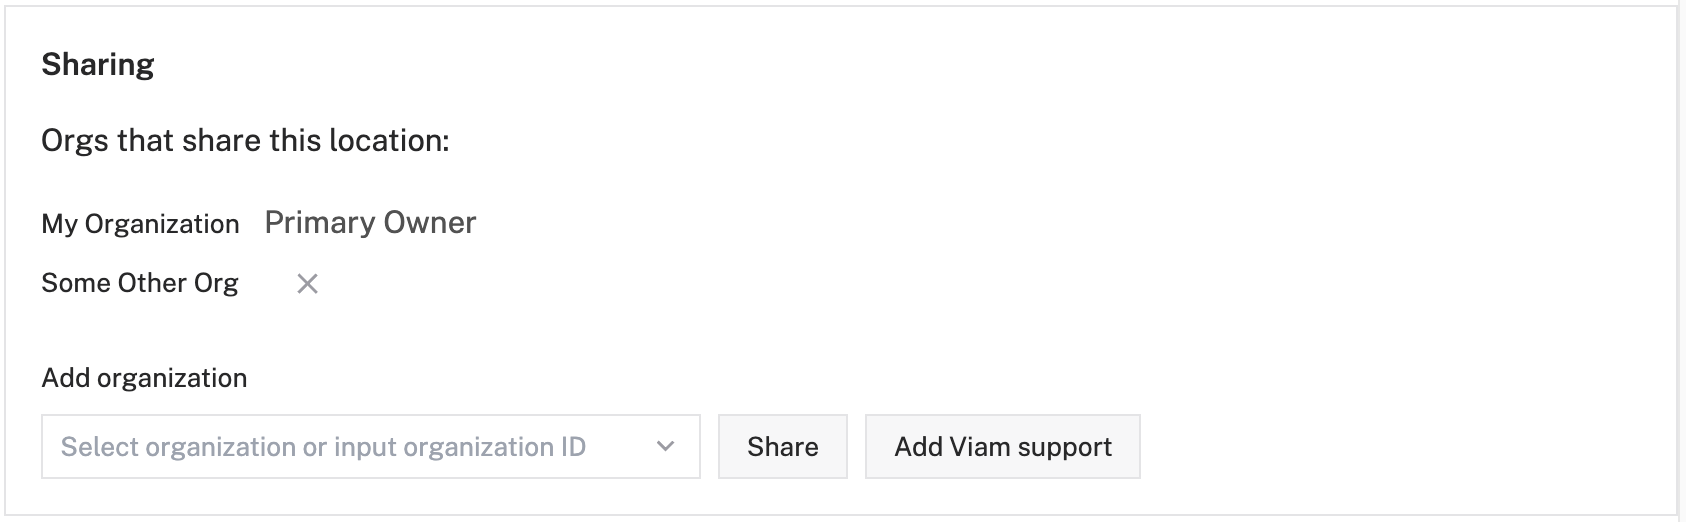 Sharing
Orgs that share this location:
My Organization Primary Owner
Some Other Org
Add organization
Select organization or input organization ID Share Add Viam support